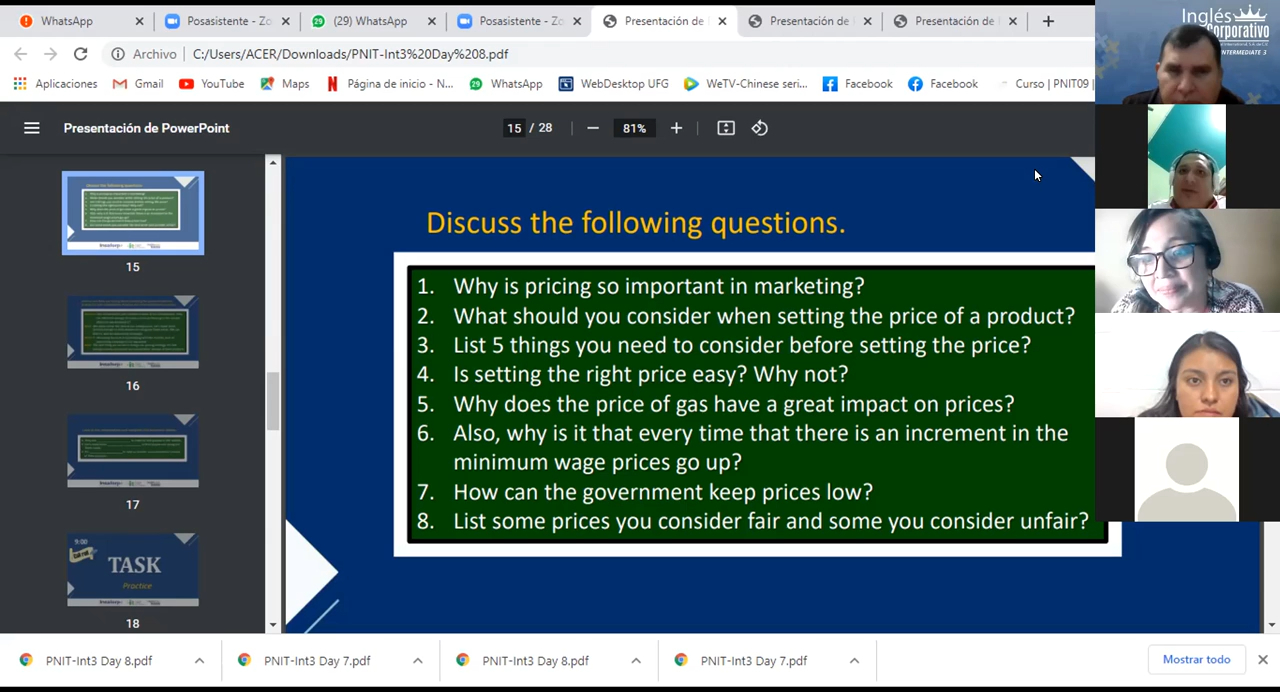 WhatsApp
Posasistente - Zo
(29) WhatsApp
Posasistente - Zo
Presentación de
Presentación de
Presentación de
Archivo
C:/Users/ACER/Downloads/PNIT-Int3%20Day%208.pdf
Aplicaciones
Gmail
YouTube
Maps
Página de inicio - N...
WhatsApp
WebDesktop UFG
WeTV-Chinese seri...
Facebook
Facebook
Curso | PNIT09 |
Presentación de PowerPoint
15 / 28
81%
15
16
17
9:00
TASK
Practice
18
Discuss the following questions.
1. Why is pricing so important in marketing?
2. What should you consider when setting the price of a product?
3. List 5 things you need to consider before setting the price?
4. Is setting the right price easy? Why not?
5. Why does the price of gas have a great impact on prices?
6. Also, why is it that every time that there is an increment in the
minimum wage prices go up?
7. How can the government keep prices low?
8. List some prices you consider fair and some you consider unfair?
Inglés
Corporativo
INTERMEDIATE 3
PNIT-Int3 Day 8.pdf
PNIT-Int3 Day 7.pdf
PNIT-Int3 Day 8.pdf
PNIT-Int3 Day 7.pdf
Mostrar todo